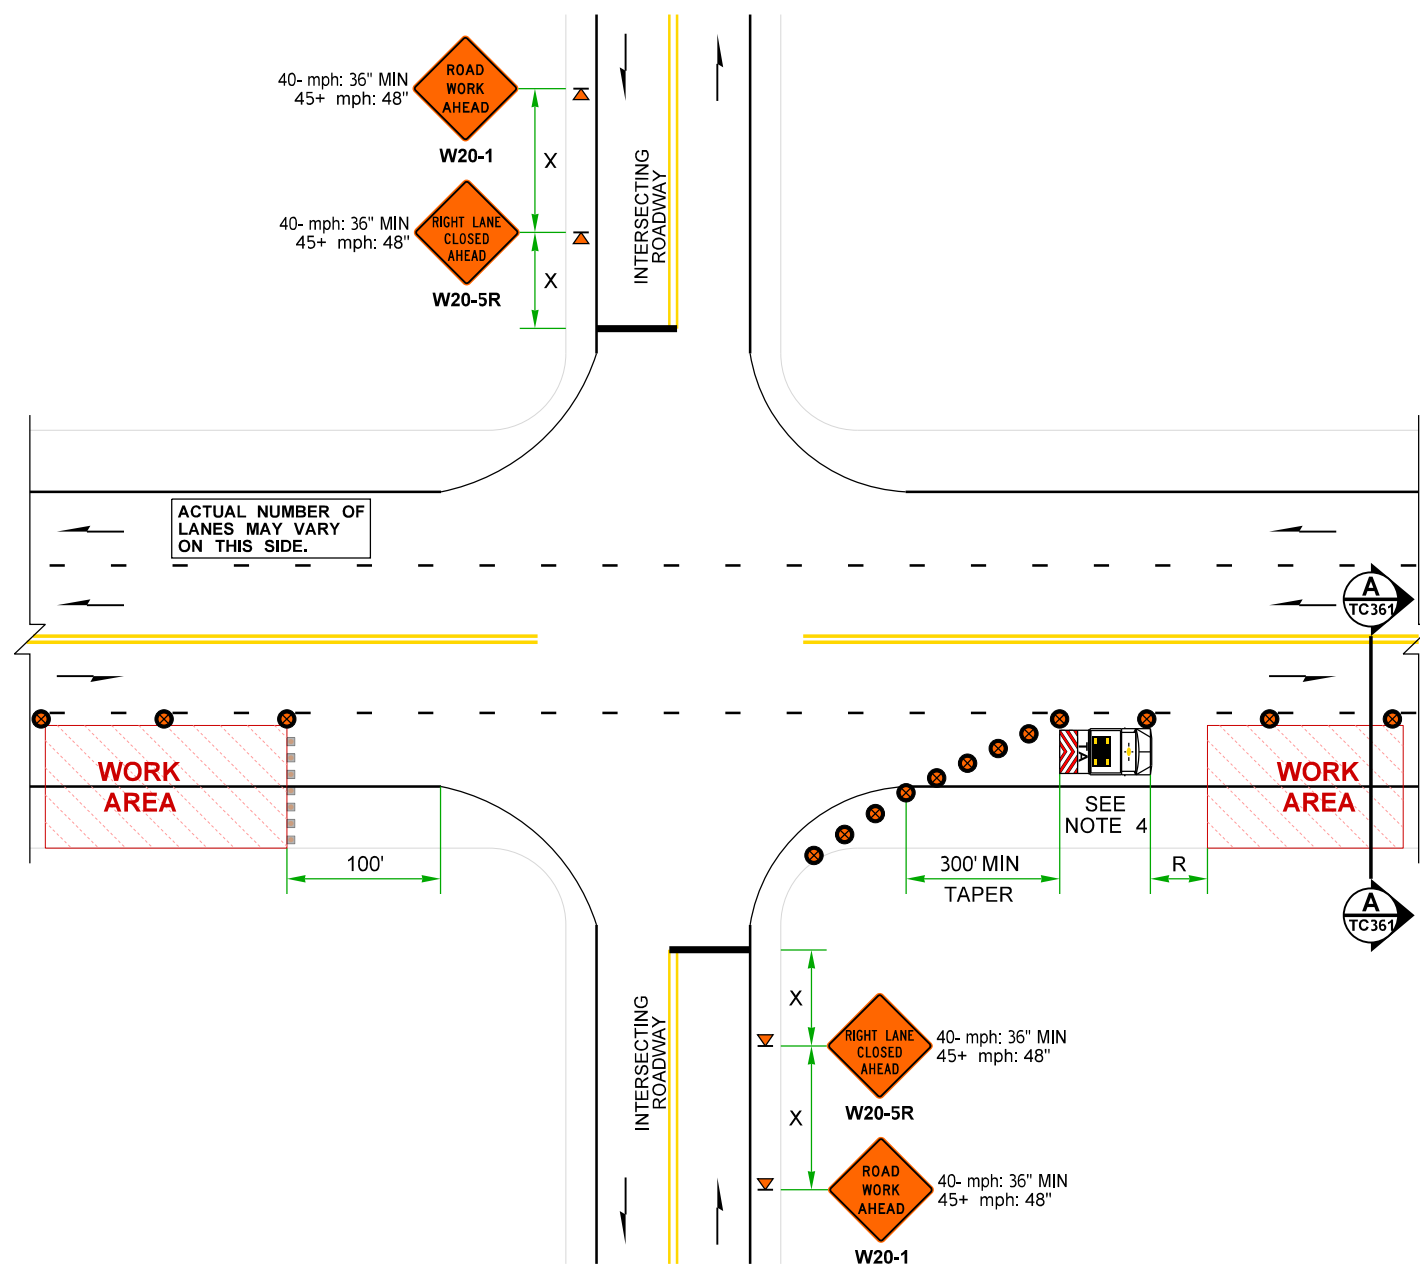 ROAD
WORK
AHEAD
40- mph: 36" MIN
45+ mph: 48"
W20-1
X
RIGHT LANE
CLOSED
AHEAD
40- mph: 36" MIN
45+ mph: 48"
W20-5R
X
INTERSECTING
ROADWAY
ACTUAL NUMBER OF
LANES MAY VARY
ON THIS SIDE.
A
TC361
WORK
AREA
TA
SEE
NOTE 4
WORK
AREA
100'
300' MIN
TAPER
R
A
TC361
INTERSECTING
ROADWAY
X
RIGHT LANE
CLOSED
AHEAD
40- mph: 36" MIN
45+ mph: 48"
W20-5R
X
ROAD
WORK
AHEAD
40- mph: 36" MIN
45+ mph: 48"
W20-1